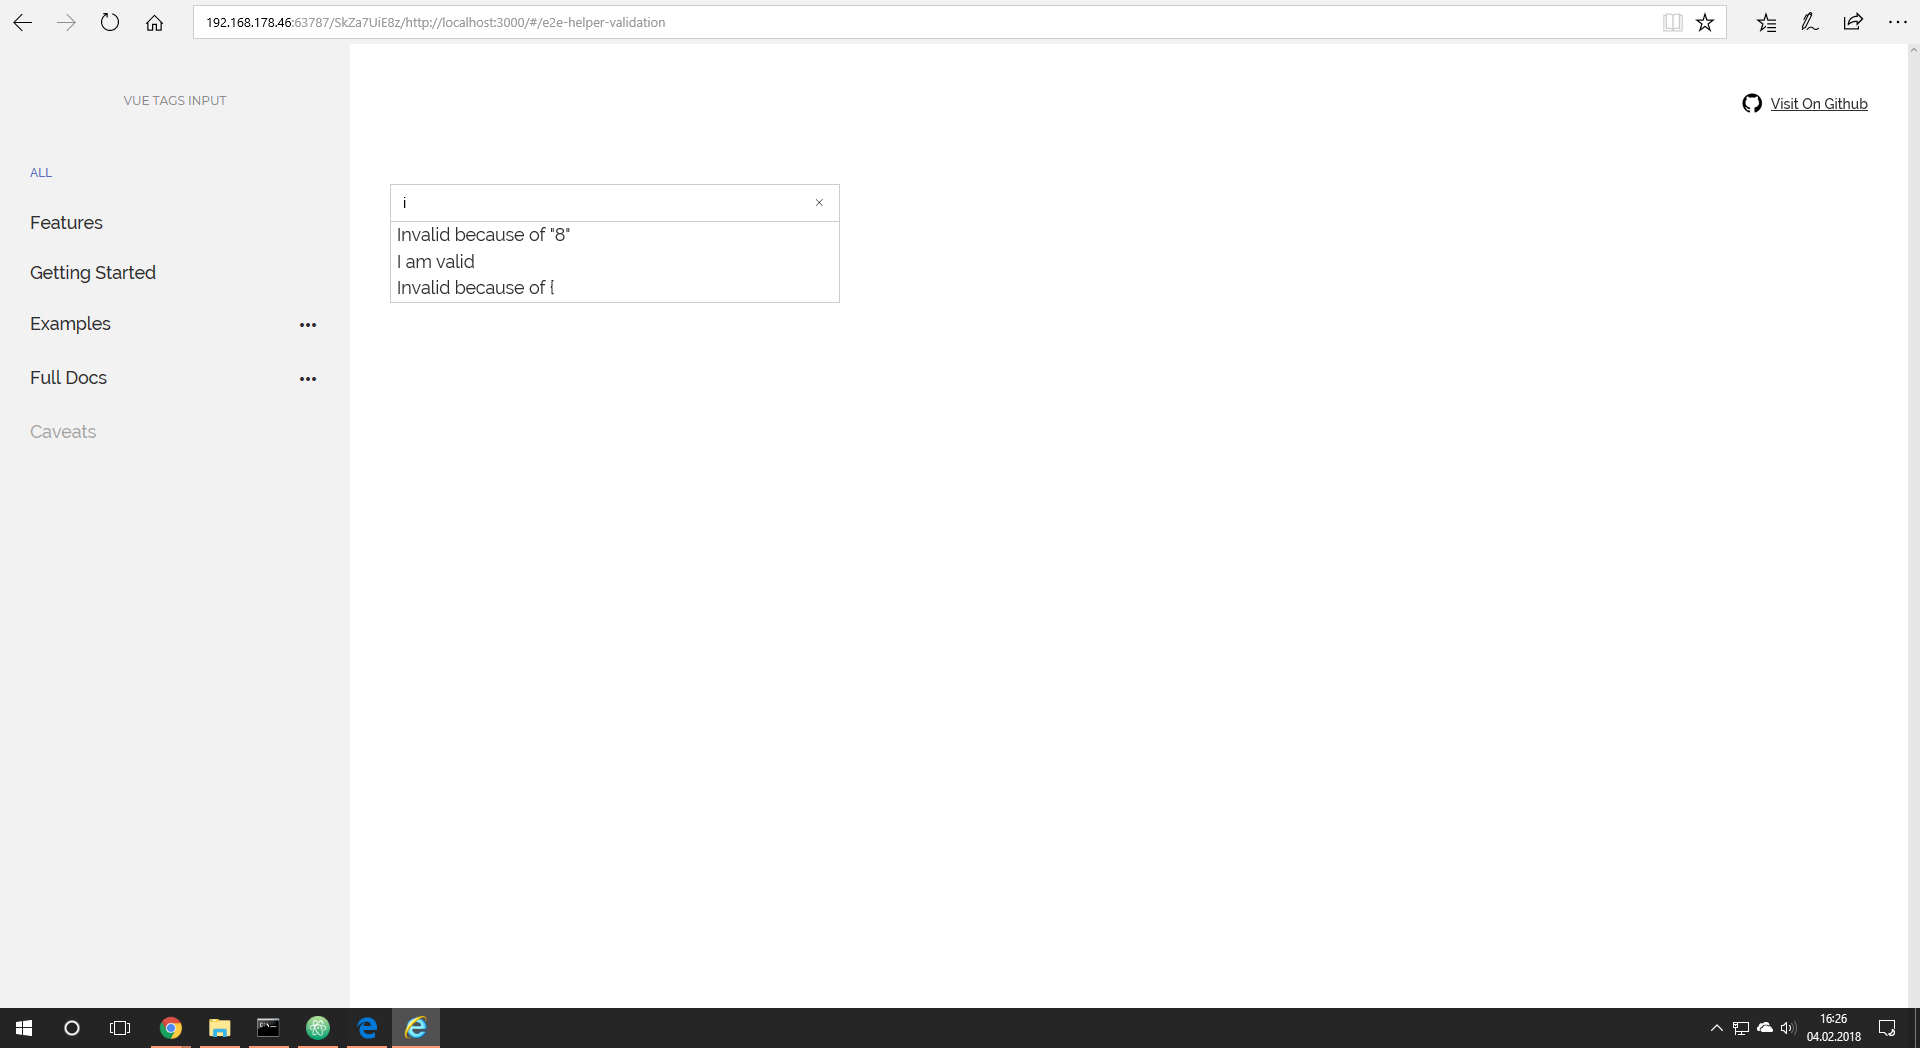 192.168.178.46:63787/SkZa7UiE8z/http://localhost:3000/#/e2e-helper-validation
VUE TAGS INPUT
Visit On Github
ALL
Features
Getting Started
Examples
Full Docs
Caveats
i
Invalid because of "8"
I am valid
Invalid because of {
16:26
04.02.2018